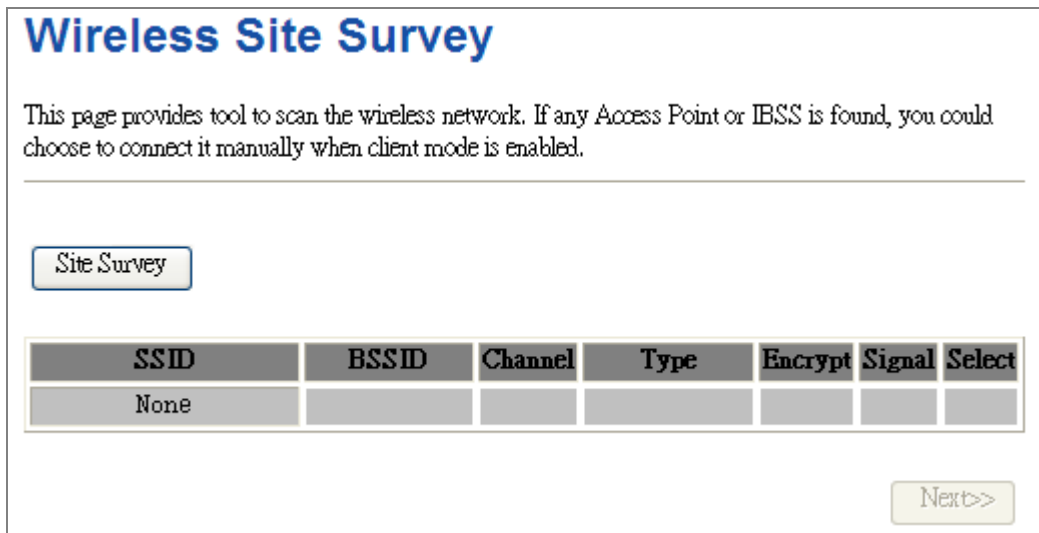 Wireless Site Survey
This page provides tool to scan the wireless network. If any Access Point or IBSS is found, you could
choose to connect it manually when client mode is enabled.
Site Survey
SSID BSSID Channel Type Encrypt Signal Select
None
Next>>